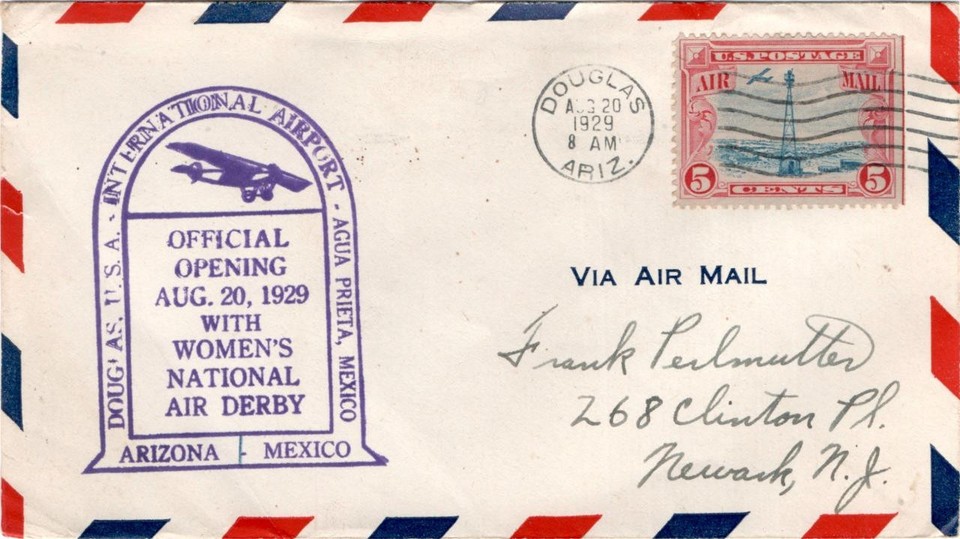 DOUGLAS, U.S.A. - INTERNATIONAL AIRPORT - AGUA PRIETA, MEXICO
OFFICIAL
OPENING
AUG. 20, 1929
WITH
WOMEN'S
NATIONAL
AIR DERBY
ARIZONA MEXICO
DOUGLAS
AUG 20
1929
8 AM
ARIZ.
U.S. POSTAGE
AIR MAIL
5 CENTS 5
VIA AIR MAIL
Frank Perlmutter
268 Clinton Pl.
Newark, N.J.